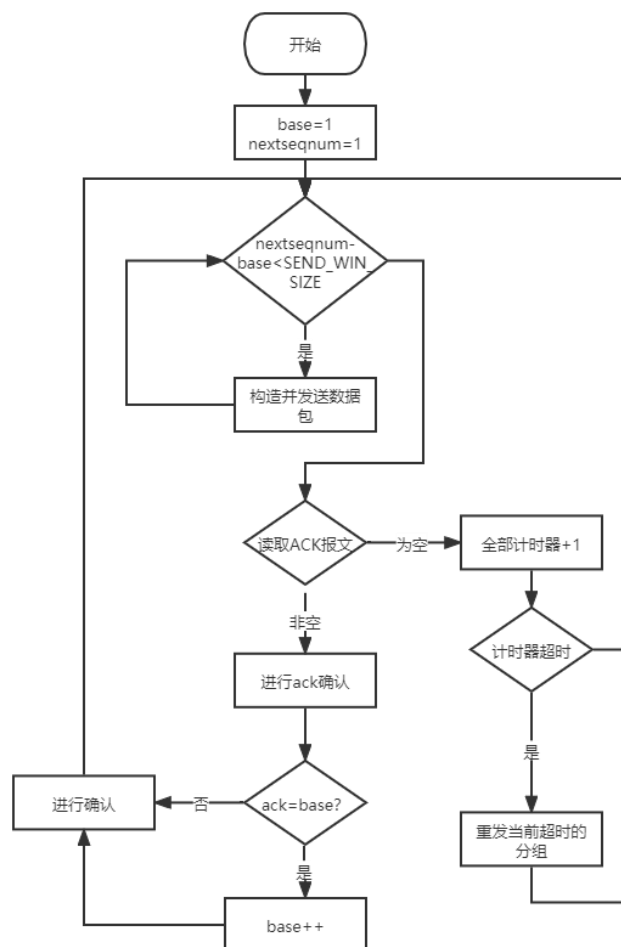 开始
base=1
nextseqnum=1
nextseqnum-
base<SEND_WIN_
SIZE
是
构造并发送数据
包
读取ACK报文
为空
全部计时器+1
非空
计时器超时
进行ack确认
是
进行确认
否
ack=base?
重发当前超时的
分组
是
base++